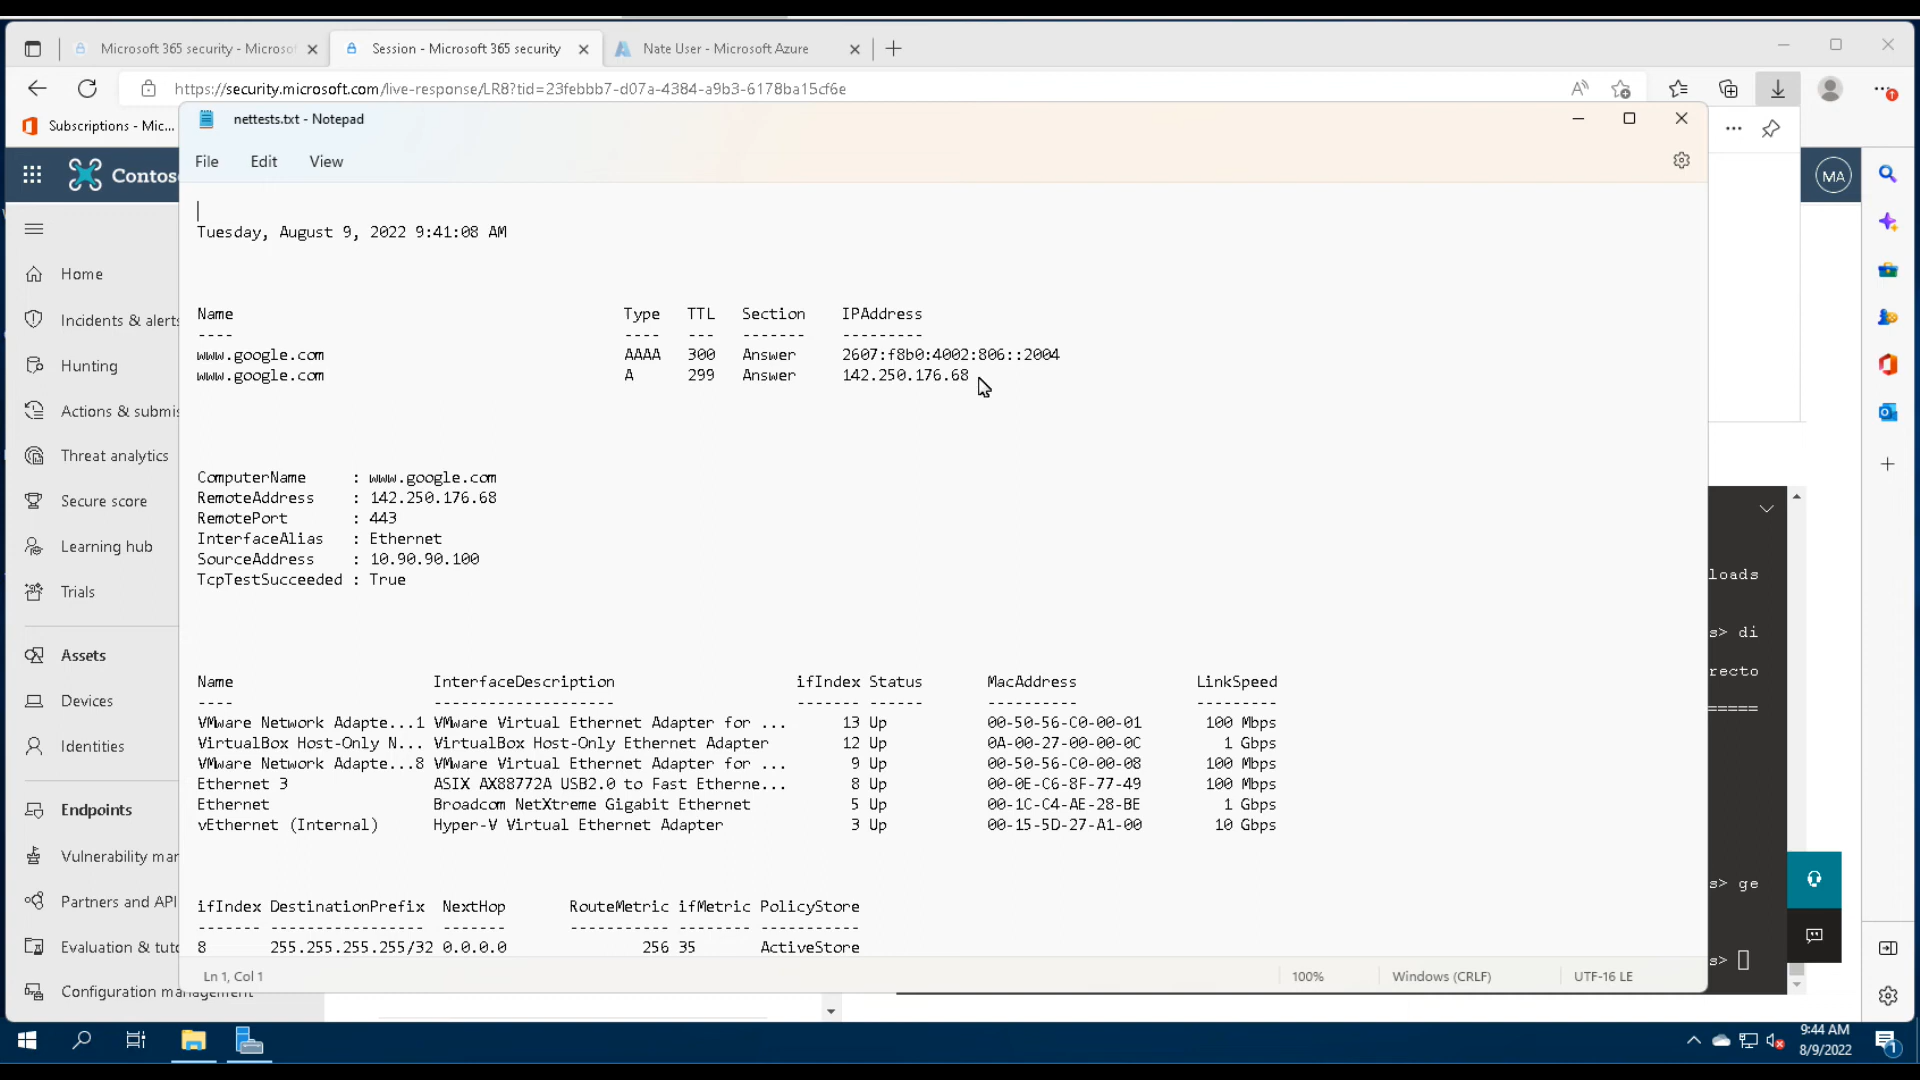 Microsoft 365 security - Microso
Session - Microsoft 365 security
Nate User - Microsoft Azure
https://security.microsoft.com/live-response/LR8?tid=23febbb7-d07a-4384-a9b3-6178ba15cf6e
Subscriptions - Mic...
nettests.txt - Notepad
File Edit View
Contos
MA
Tuesday, August 9, 2022 9:41:08 AM
Name Type TTL Section IPAddress
---- ---- --- ------- ---------
www.google.com AAAA 300 Answer 2607:f8b0:4002:806::2004
www.google.com A 299 Answer 142.250.176.68
ComputerName : www.google.com
RemoteAddress : 142.250.176.68
RemotePort : 443
InterfaceAlias : Ethernet
SourceAddress : 10.90.90.100
TcpTestSucceeded : True
Name InterfaceDescription ifIndex Status MacAddress LinkSpeed
---- -------------------- ------- ------ ---------- ---------
VMware Network Adapte...1 VMware Virtual Ethernet Adapter for ... 13 Up 00-50-56-C0-00-01 100 Mbps
VirtualBox Host-Only N... VirtualBox Host-Only Ethernet Adapter 12 Up 0A-00-27-00-00-0C 1 Gbps
VMware Network Adapte...8 VMware Virtual Ethernet Adapter for ... 9 Up 00-50-56-C0-00-08 100 Mbps
Ethernet 3 ASIX AX88772A USB2.0 to Fast Etherne... 8 Up 00-0E-C6-8F-77-49 100 Mbps
Ethernet Broadcom NetXtreme Gigabit Ethernet 5 Up 00-1C-C4-AE-28-BE 1 Gbps
vEthernet (Internal) Hyper-V Virtual Ethernet Adapter 3 Up 00-15-5D-27-A1-00 10 Gbps
ifIndex DestinationPrefix NextHop RouteMetric ifMetric PolicyStore
------- ----------------- ------- ----------- -------- -----------
8 255.255.255.255/32 0.0.0.0 256 35 ActiveStore
Ln 1, Col 1
100%
Windows (CRLF)
UTF-16 LE
Home
Incidents & alerts
Hunting
Actions & submis
Threat analytics
Secure score
Learning hub
Trials
Assets
Devices
Identities
Endpoints
Vulnerability mar
Partners and API
Evaluation & tuto
Configuration management
loads
s> di
recto
=====
s> ge
s>
9:44 AM
8/9/2022
1